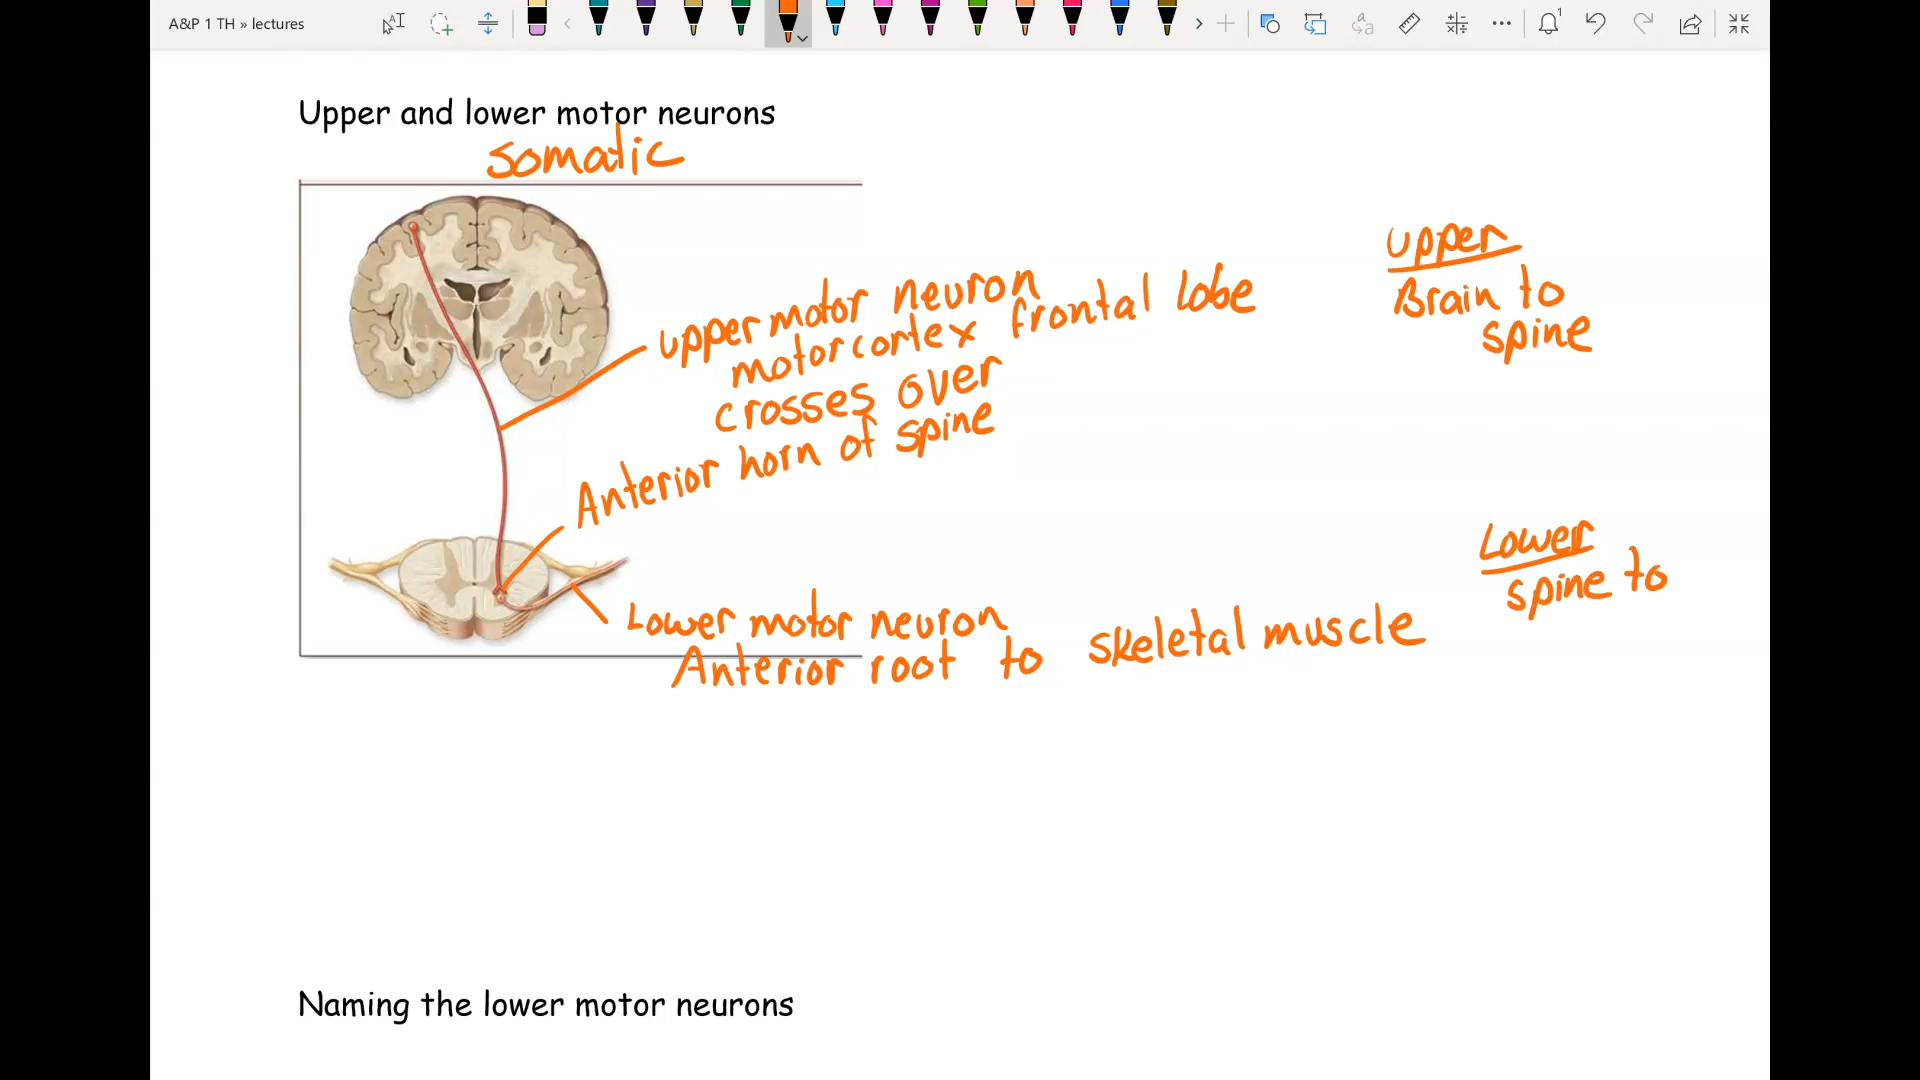 A&P 1 TH » lectures
Upper and lower motor neurons
somatic
upper motor neuron
motor cortex frontal lobe
crosses over
Anterior horn of spine
Lower motor neuron
Anterior root to skeletal muscle
upper
Brain to
spine
Lower
spine to
Naming the lower motor neurons